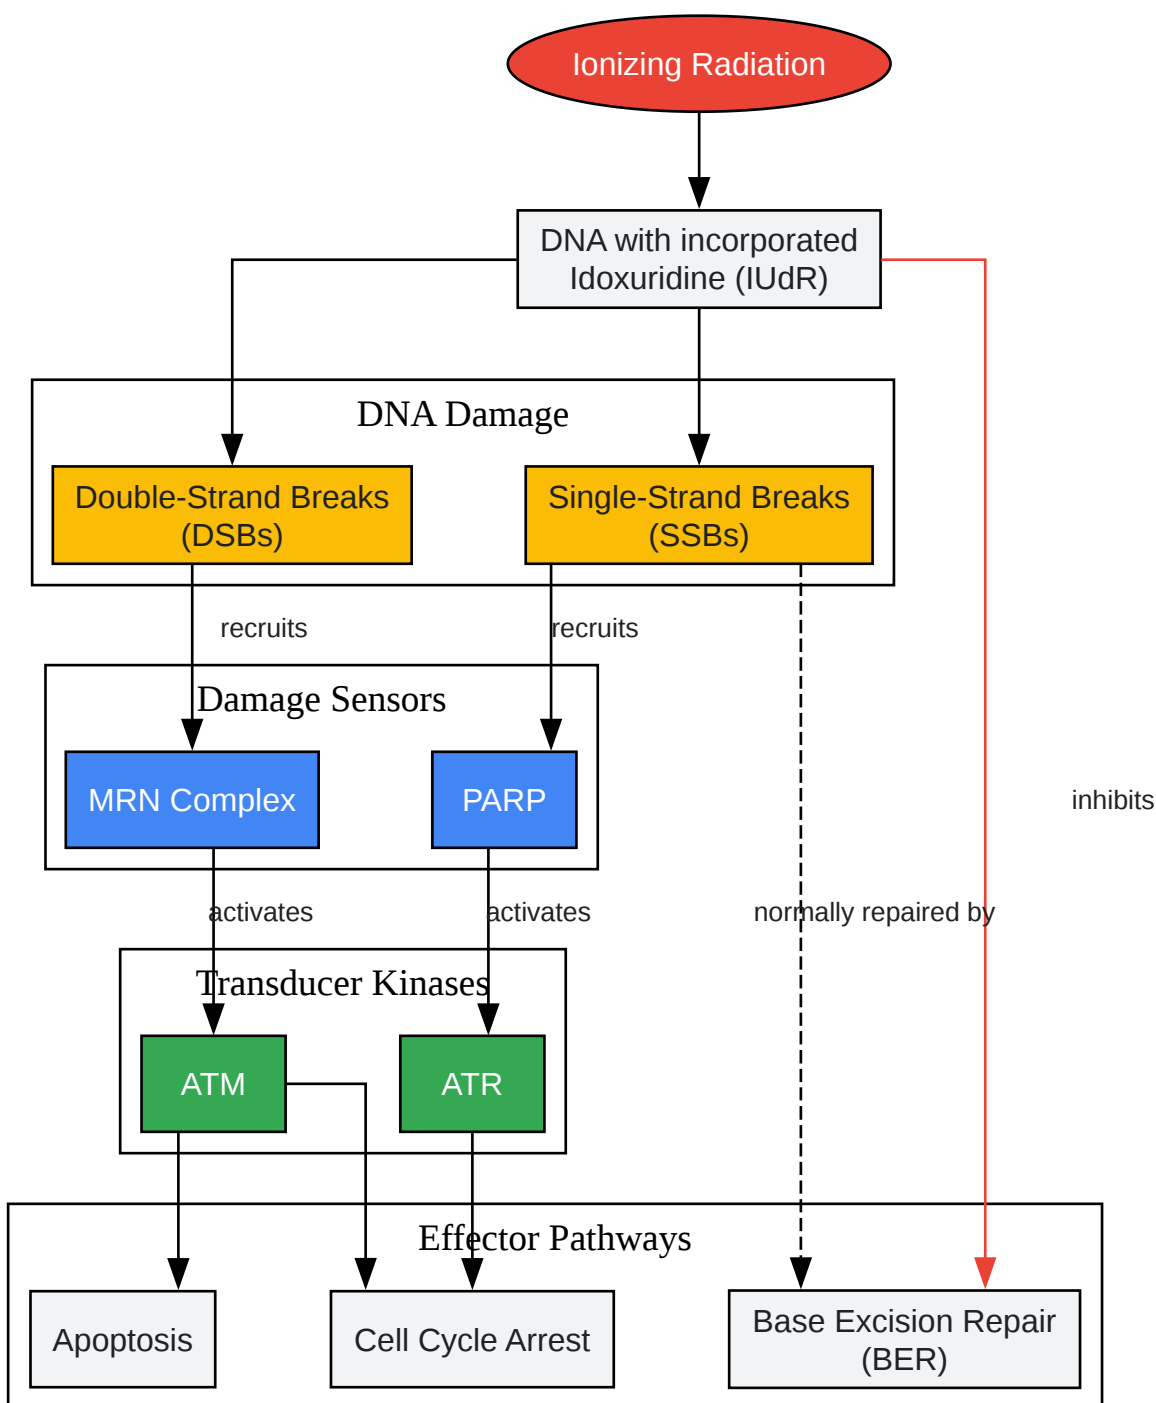 Ionizing Radiation
DNA with incorporated
Idoxuridine (IUdR)
DNA Damage
Double-Strand Breaks
(DSBs)
Single-Strand Breaks
(SSBs)
recruits
recruits
Damage Sensors
MRN Complex
PARP
inhibits
activates
activates
normally repaired by
Transducer Kinases
ATM
ATR
Effector Pathways
Apoptosis
Cell Cycle Arrest
Base Excision Repair
(BER)